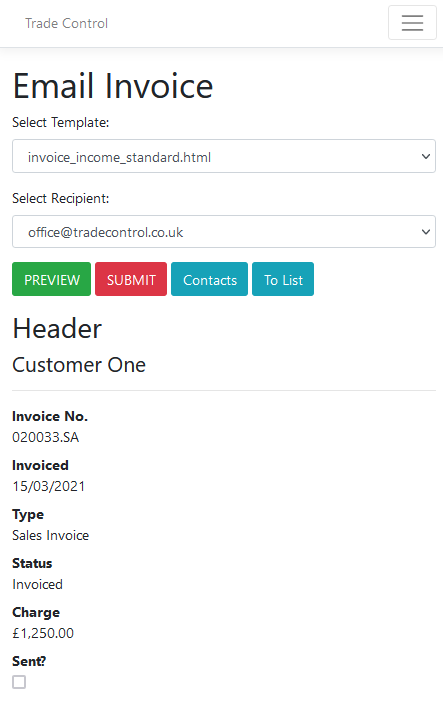 Trade Control
Email Invoice
Select Template:
invoice_income_standard.html
Select Recipient:
office@tradecontrol.co.uk
PREVIEW SUBMIT Contacts To List
Header
Customer One
Invoice No.
020033.SA
Invoiced
15/03/2021
Type
Sales Invoice
Status
Invoiced
Charge
£1,250.00
Sent?